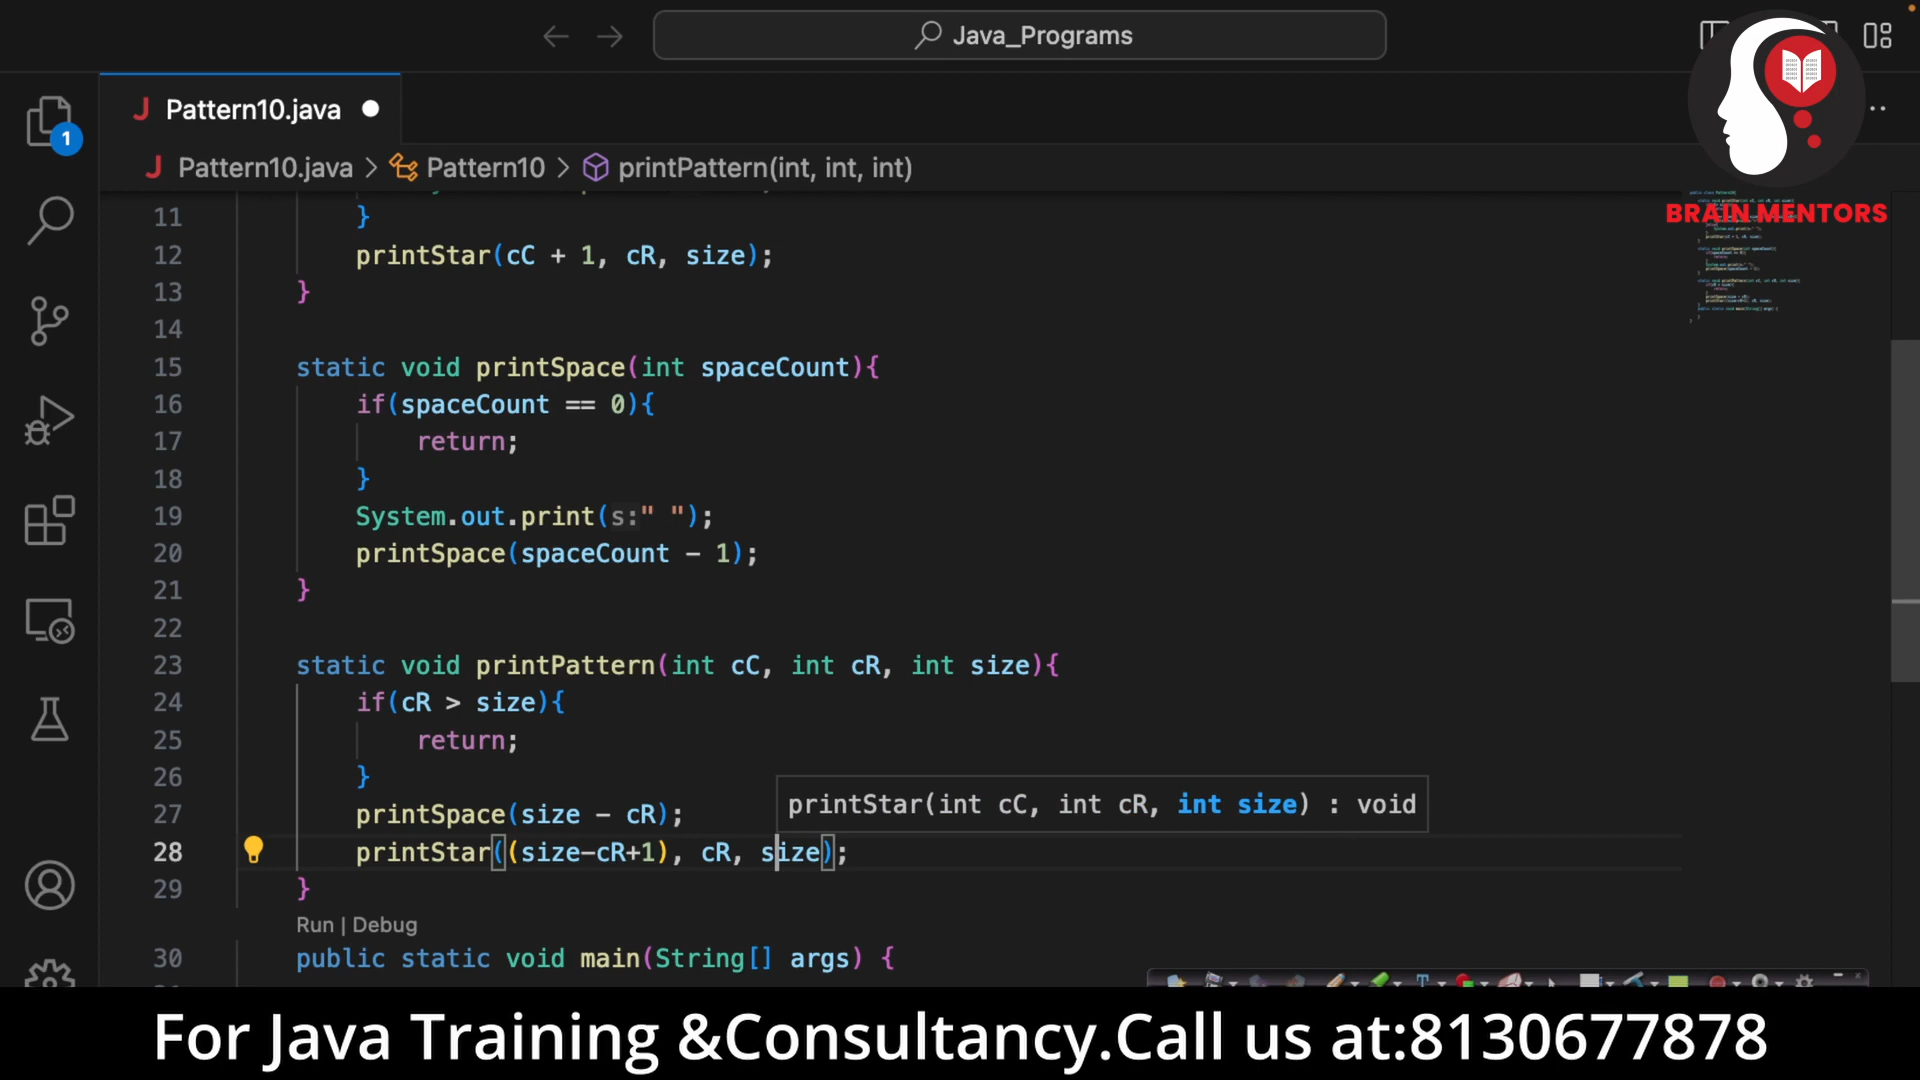 Java_Programs
Pattern10.java
1
BRAIN MENTORS
Pattern10.java > Pattern10 > printPattern(int, int, int)
11 }
12 printStar(cC + 1, cR, size);
13 }
14
15 static void printSpace(int spaceCount){
16 if(spaceCount == 0){
17 return;
18 }
19 System.out.print(s:" ");
20 printSpace(spaceCount - 1);
21 }
22
23 static void printPattern(int cC, int cR, int size){
24 if(cR > size){
25 return;
26 }
printStar(int cC, int cR, int size) : void
27 printSpace(size - cR);
28 printStar((size-cR+1), cR, size);
29 }
Run | Debug
30 public static void main(String[] args) {
For Java Training &Consultancy.Call us at:8130677878